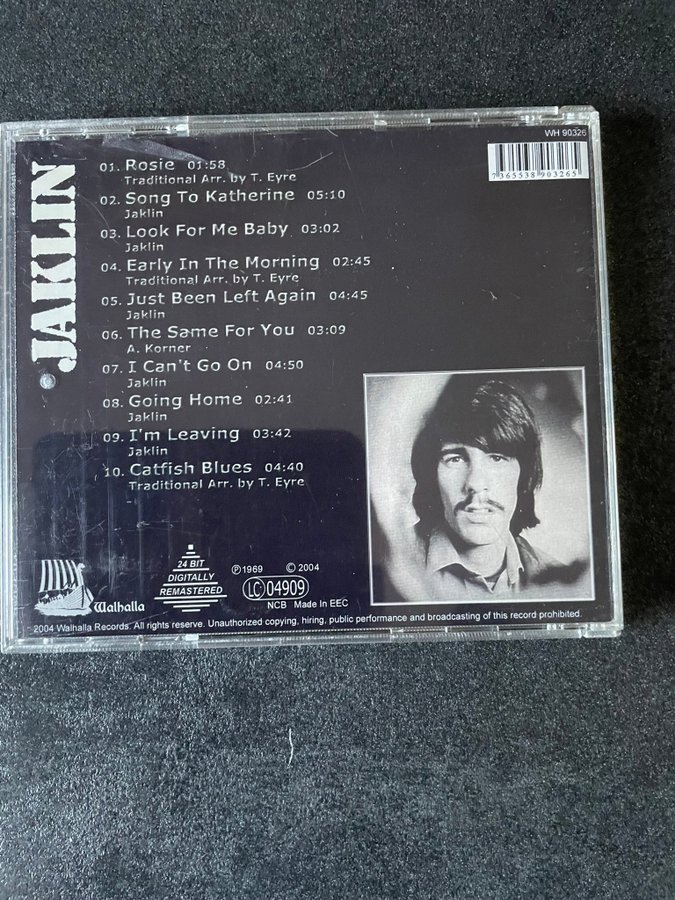 WH 90326
7 365538 903265
JAKLIN
01. Rosie 01:58
Traditional Arr. by T. Eyre
02. Song To Katherine 05:10
Jaklin
03. Look For Me Baby 03:02
Jaklin
04. Early In The Morning 02:45
Traditional Arr. by T. Eyre
05. Just Been Left Again 04:45
Jaklin
06. The Same For You 03:09
A. Korner
07. I Can't Go On 04:50
Jaklin
08. Going Home 02:41
Jaklin
09. I'm Leaving 03:42
Jaklin
10. Catfish Blues 04:40
Traditional Arr. by T. Eyre
Walhalla
24 BIT
DIGITALLY
REMASTERED
℗1969 ©2004
LC 04909
NCB Made In EEC
2004 Walhalla Records. All rights reserve. Unauthorized copying, hiring, public performance and broadcasting of this record prohibited.